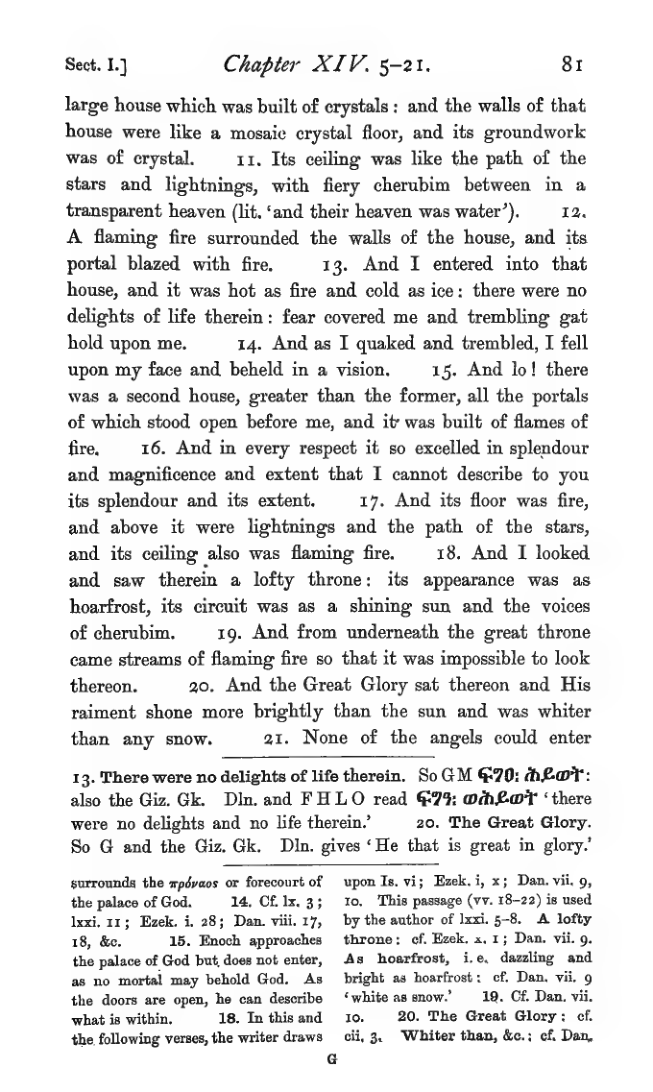 Sect. I.] Chapter XIV. 5–21. 81
large house which was built of crystals : and the walls of that
house were like a mosaic crystal floor, and its groundwork
was of crystal. 11. Its ceiling was like the path of the
stars and lightnings, with fiery cherubim between in a
transparent heaven (lit. ‘and their heaven was water’). 12.
A flaming fire surrounded the walls of the house, and its
portal blazed with fire. 13. And I entered into that
house, and it was hot as fire and cold as ice : there were no
delights of life therein : fear covered me and trembling gat
hold upon me. 14. And as I quaked and trembled, I fell
upon my face and beheld in a vision. 15. And lo ! there
was a second house, greater than the former, all the portals
of which stood open before me, and it was built of flames of
fire. 16. And in every respect it so excelled in splendour
and magnificence and extent that I cannot describe to you
its splendour and its extent. 17. And its floor was fire,
and above it were lightnings and the path of the stars,
and its ceiling also was flaming fire. 18. And I looked
and saw therein a lofty throne : its appearance was as
hoarfrost, its circuit was as a shining sun and the voices
of cherubim. 19. And from underneath the great throne
came streams of flaming fire so that it was impossible to look
thereon. 20. And the Great Glory sat thereon and His
raiment shone more brightly than the sun and was whiter
than any snow. 21. None of the angels could enter
13. There were no delights of life therein. So G M ፍግዐ: ሕይወት:
also the Giz. Gk. Dln. and F H L O read ፍግዓ: ወሕይወት ‘there
were no delights and no life therein.’ 20. The Great Glory.
So G and the Giz. Gk. Dln. gives ‘He that is great in glory.’
surrounds the πρόναος or forecourt of
the palace of God. 14. Cf. lx. 3 ;
lxxi. 11 ; Ezek. i. 28 ; Dan. viii. 17,
18, &c. 15. Enoch approaches
the palace of God but does not enter,
as no mortal may behold God. As
the doors are open, he can describe
what is within. 18. In this and
the following verses, the writer draws
upon Is. vi ; Ezek. i, x ; Dan. vii. 9,
10. This passage (vv. 18–22) is used
by the author of lxxi. 5–8. A lofty
throne : cf. Ezek. x. 1 ; Dan. vii. 9.
As hoarfrost, i. e. dazzling and
bright as hoarfrost : cf. Dan. vii. 9
‘white as snow.’ 19. Cf. Dan. vii.
10. 20. The Great Glory : cf.
cii. 3. Whiter than, &c. ; cf. Dan.
G